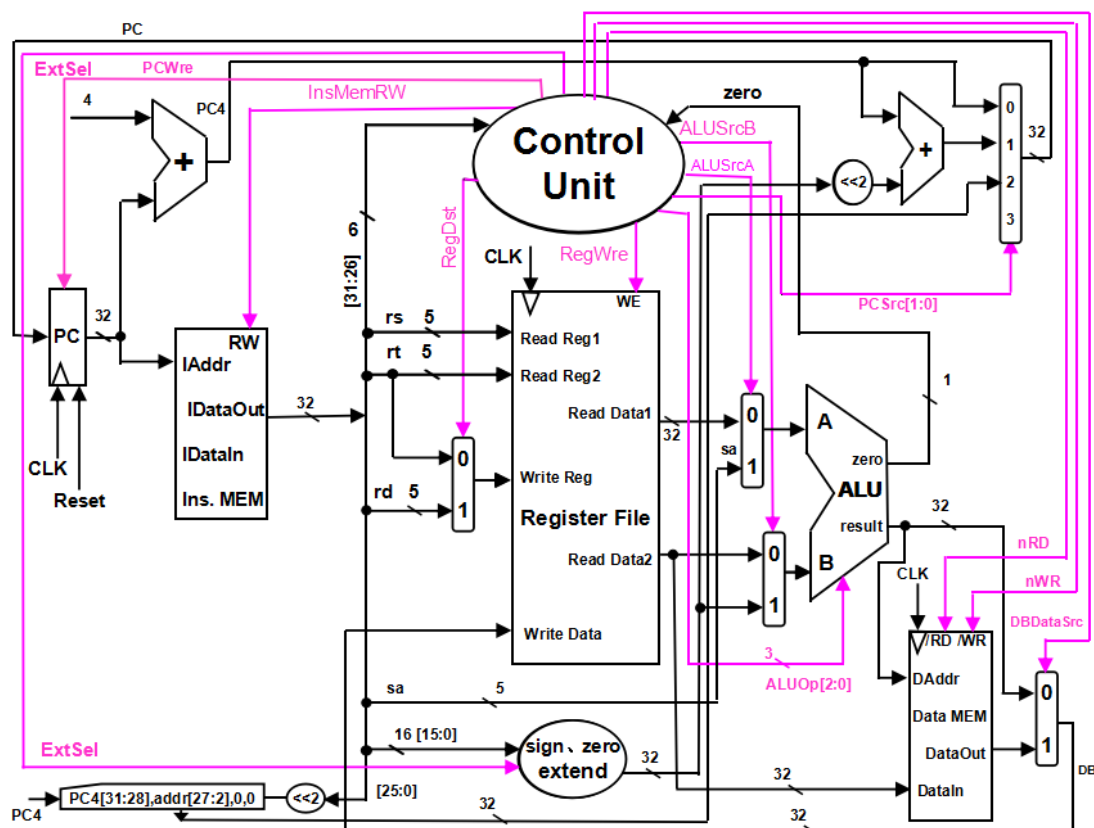 PC
ExtSel
PCWre
InsMemRW
4
PC4
+
zero
ALUSrcB
ALUSrcA
Control
Unit
<<2
+
0
1
2
3
32
6
[31:26]
RegDst
CLK
RegWre
PCSrc[1:0]
PC
32
RW
IAddr
IDataOut
IDataIn
Ins. MEM
32
CLK
Reset
rs
5
rt
5
rd
5
0
1
WE
Read Reg1
Read Reg2
Read Data1
Write Reg
Register File
Read Data2
Write Data
32
sa
0
1
0
1
A
B
zero
ALU
result
1
32
3
ALUOp[2:0]
nRD
nWR
CLK
DBDataSrc
/RD /WR
DAddr
Data MEM
DataOut
DataIn
0
1
DB
sa
5
ExtSel
16 [15:0]
sign、zero
extend
32
32
PC4
PC4[31:28],addr[27:2],0,0
<<2
[25:0]
32
32